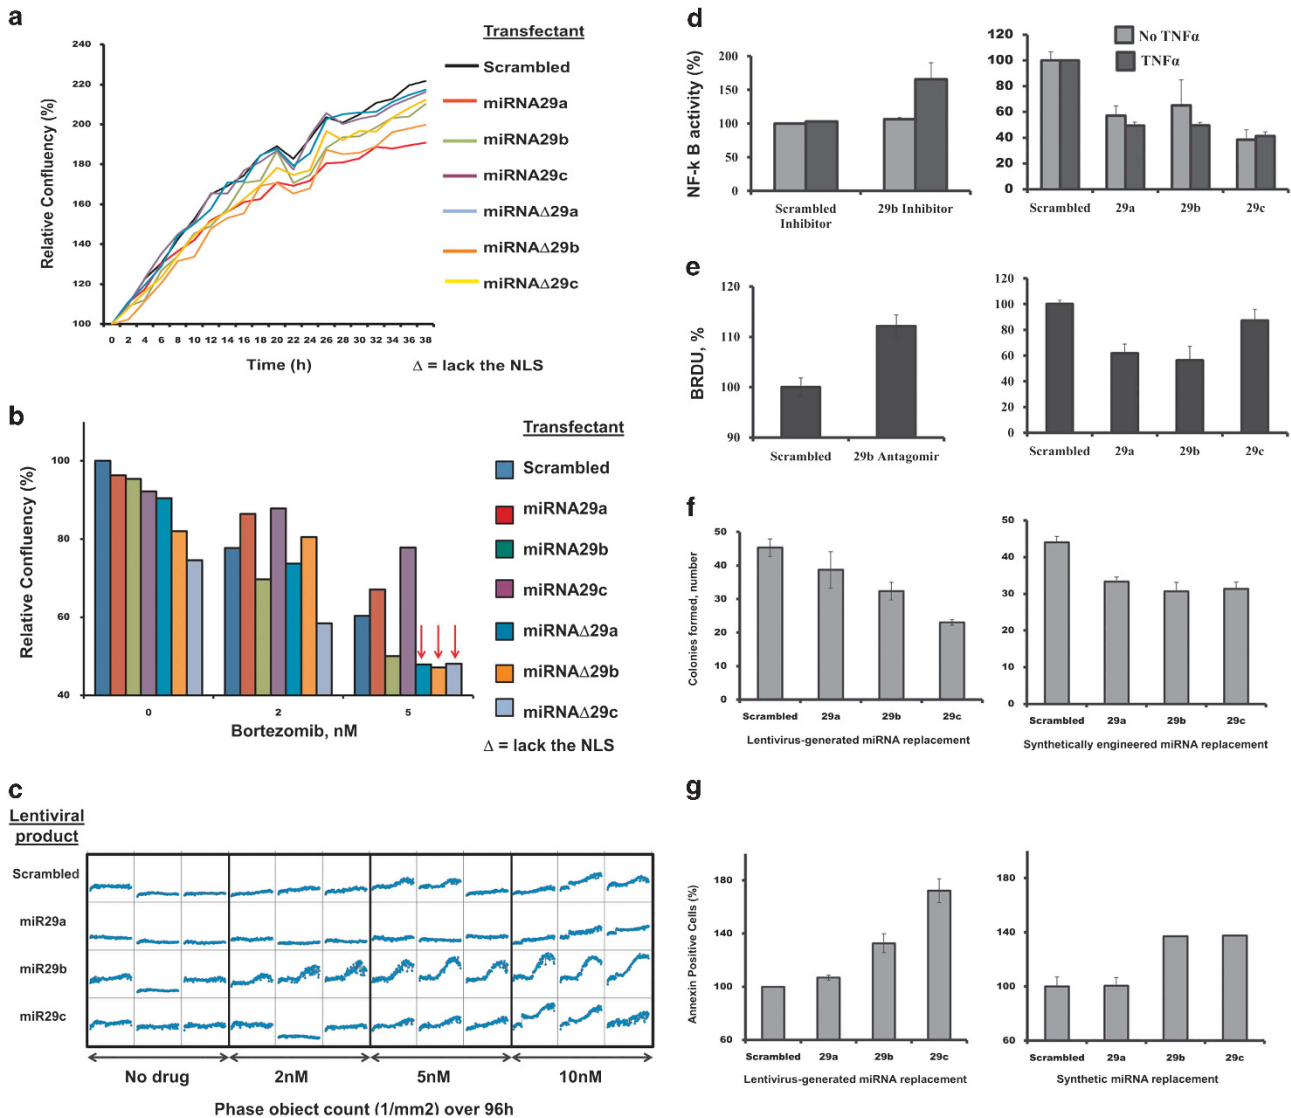 a
Relative Confluency (%)
240
220
200
180
160
140
120
100
0 2 4 6 8 10 12 14 16 18 20 22 24 26 28 30 32 34 36 38
Time (h)
Δ = lack the NLS
Transfectant
Scrambled
miRNA29a
miRNA29b
miRNA29c
miRNAΔ29a
miRNAΔ29b
miRNAΔ29c
b
Relative Confluency (%)
100
80
60
40
0 2 5
Bortezomib, nM
Transfectant
Scrambled
miRNA29a
miRNA29b
miRNA29c
miRNAΔ29a
miRNAΔ29b
miRNAΔ29c
Δ = lack the NLS
c
Lentiviral
product
Scrambled
miR29a
miR29b
miR29c
No drug 2nM 5nM 10nM
Phase object count (1/mm2) over 96h
d
NF-k B activity (%)
200
150
100
50
0
Scrambled 29b Inhibitor
Inhibitor
120
100
80
60
40
20
0
No TNFα
TNFα
Scrambled 29a 29b 29c
e
BRDU, %
120
110
100
90
Scrambled 29b Antagomir
120
100
80
60
40
20
0
Scrambled 29a 29b 29c
f
Colonies formed, number
50
40
30
20
10
0
Scrambled 29a 29b 29c
Lentivirus-generated miRNA replacement
50
40
30
20
10
0
Scrambled 29a 29b 29c
Synthetically engineered miRNA replacement
g
Annexin Positive Cells (%)
180
140
100
60
Scrambled 29a 29b 29c
Lentivirus-generated miRNA replacement
180
140
100
60
Scrambled 29a 29b 29c
Synthetic miRNA replacement